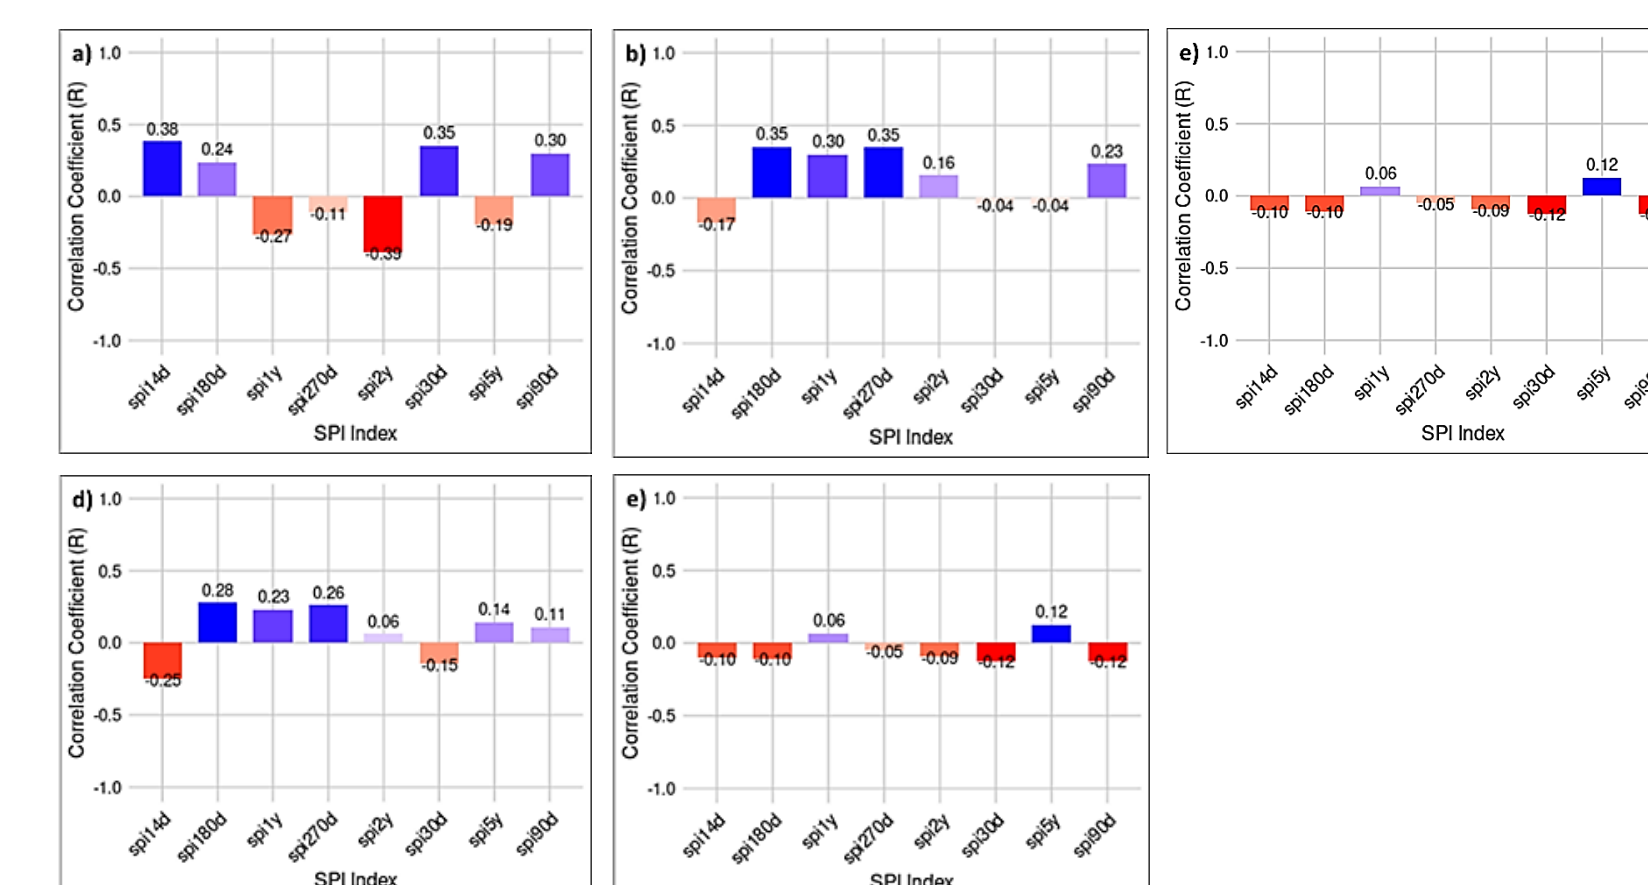 a)
1.0
0.5
0.0
-0.5
-1.0
Correlation Coefficient (R)
0.38
0.24
-0.27
-0.11
-0.39
0.35
-0.19
0.30
spi14d
spi180d
spi1y
spi270d
spi2y
spi30d
spi5y
spi90d
SPI Index
b)
1.0
0.5
0.0
-0.5
-1.0
Correlation Coefficient (R)
-0.17
0.35
0.30
0.35
0.16
-0.04
-0.04
0.23
spi14d
spi180d
spi1y
spi270d
spi2y
spi30d
spi5y
spi90d
SPI Index
e)
1.0
0.5
0.0
-0.5
-1.0
Correlation Coefficient (R)
-0.10
-0.10
0.06
-0.05
-0.09
-0.12
0.12
spi14d
spi180d
spi1y
spi270d
spi2y
spi30d
spi5y
SPI Index
d)
1.0
0.5
0.0
-0.5
-1.0
Correlation Coefficient (R)
-0.25
0.28
0.23
0.26
0.06
-0.15
0.14
0.11
spi14d
spi180d
spi1y
spi270d
spi2y
spi30d
spi5y
spi90d
SPI Index
e)
1.0
0.5
0.0
-0.5
-1.0
Correlation Coefficient (R)
-0.10
-0.10
0.06
-0.05
-0.09
-0.12
0.12
-0.12
spi14d
spi180d
spi1y
spi270d
spi2y
spi30d
spi5y
spi90d
SPI Index